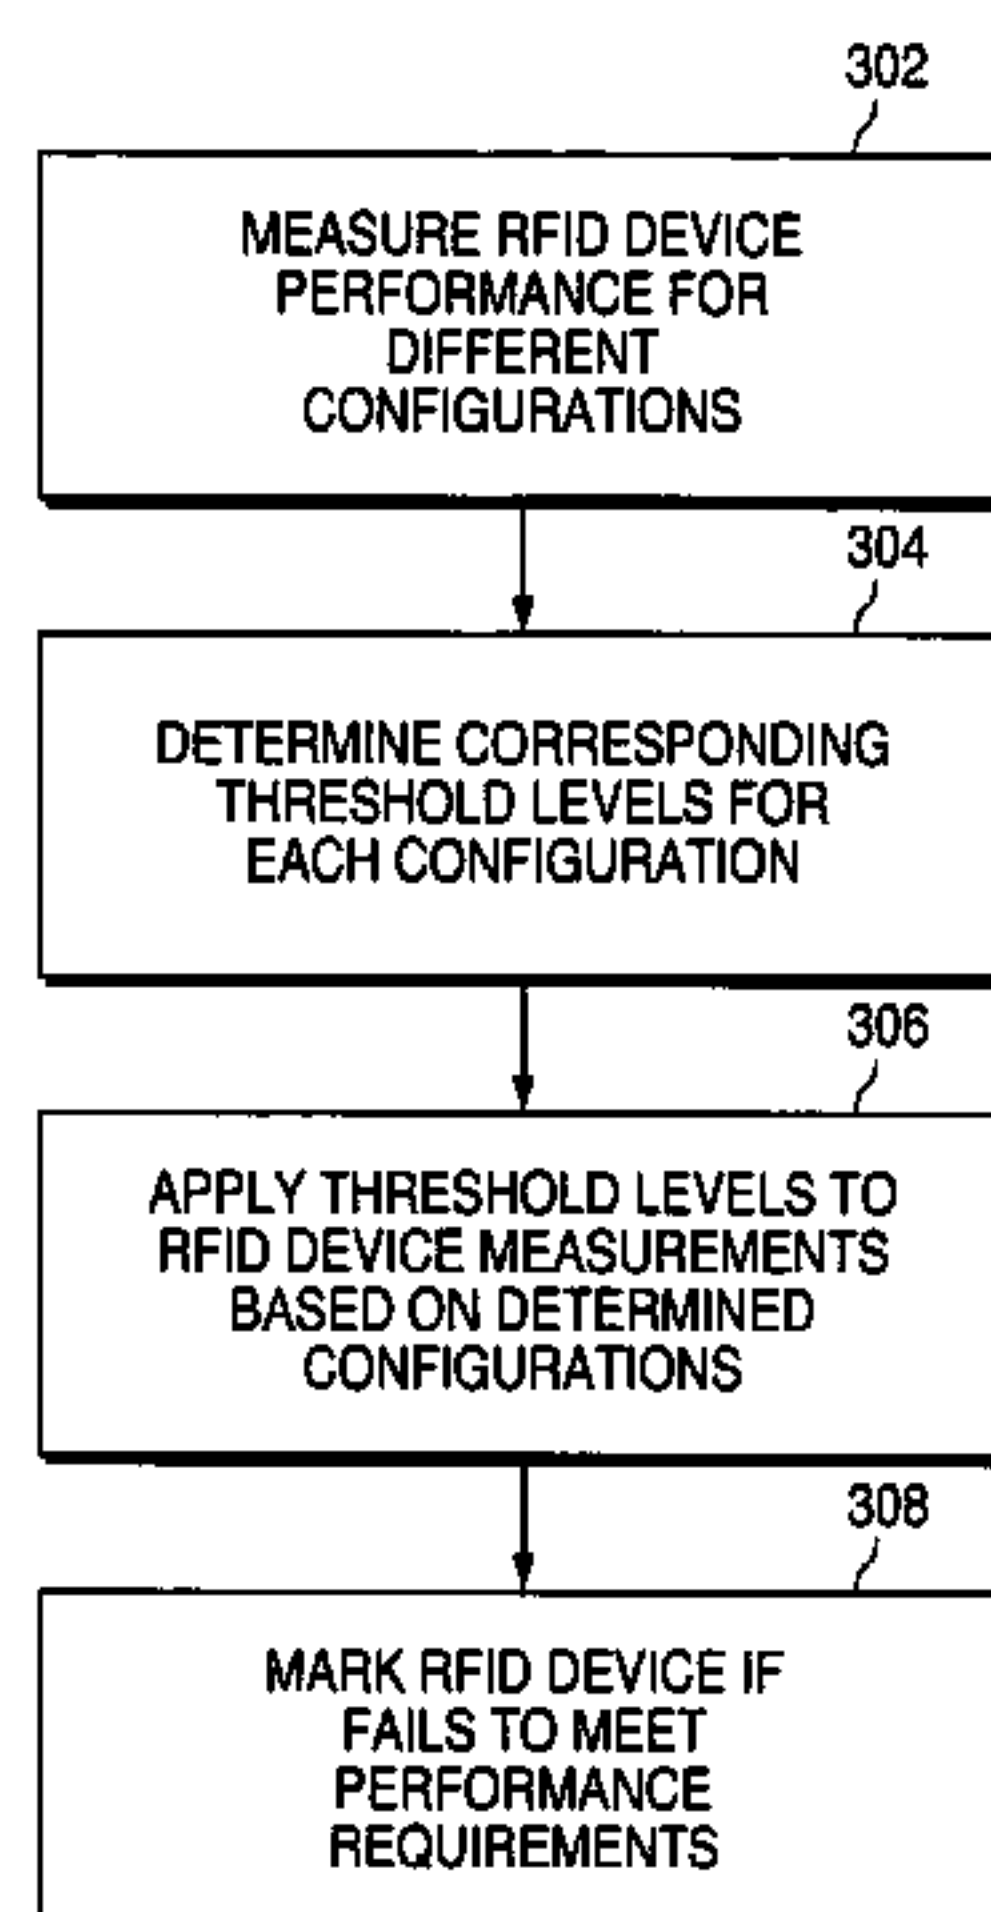 302
MEASURE RFID DEVICE
PERFORMANCE FOR
DIFFERENT
CONFIGURATIONS
304
DETERMINE CORRESPONDING
THRESHOLD LEVELS FOR
EACH CONFIGURATION
306
APPLY THRESHOLD LEVELS TO
RFID DEVICE MEASUREMENTS
BASED ON DETERMINED
CONFIGURATIONS
308
MARK RFID DEVICE IF
FAILS TO MEET
PERFORMANCE
REQUIREMENTS